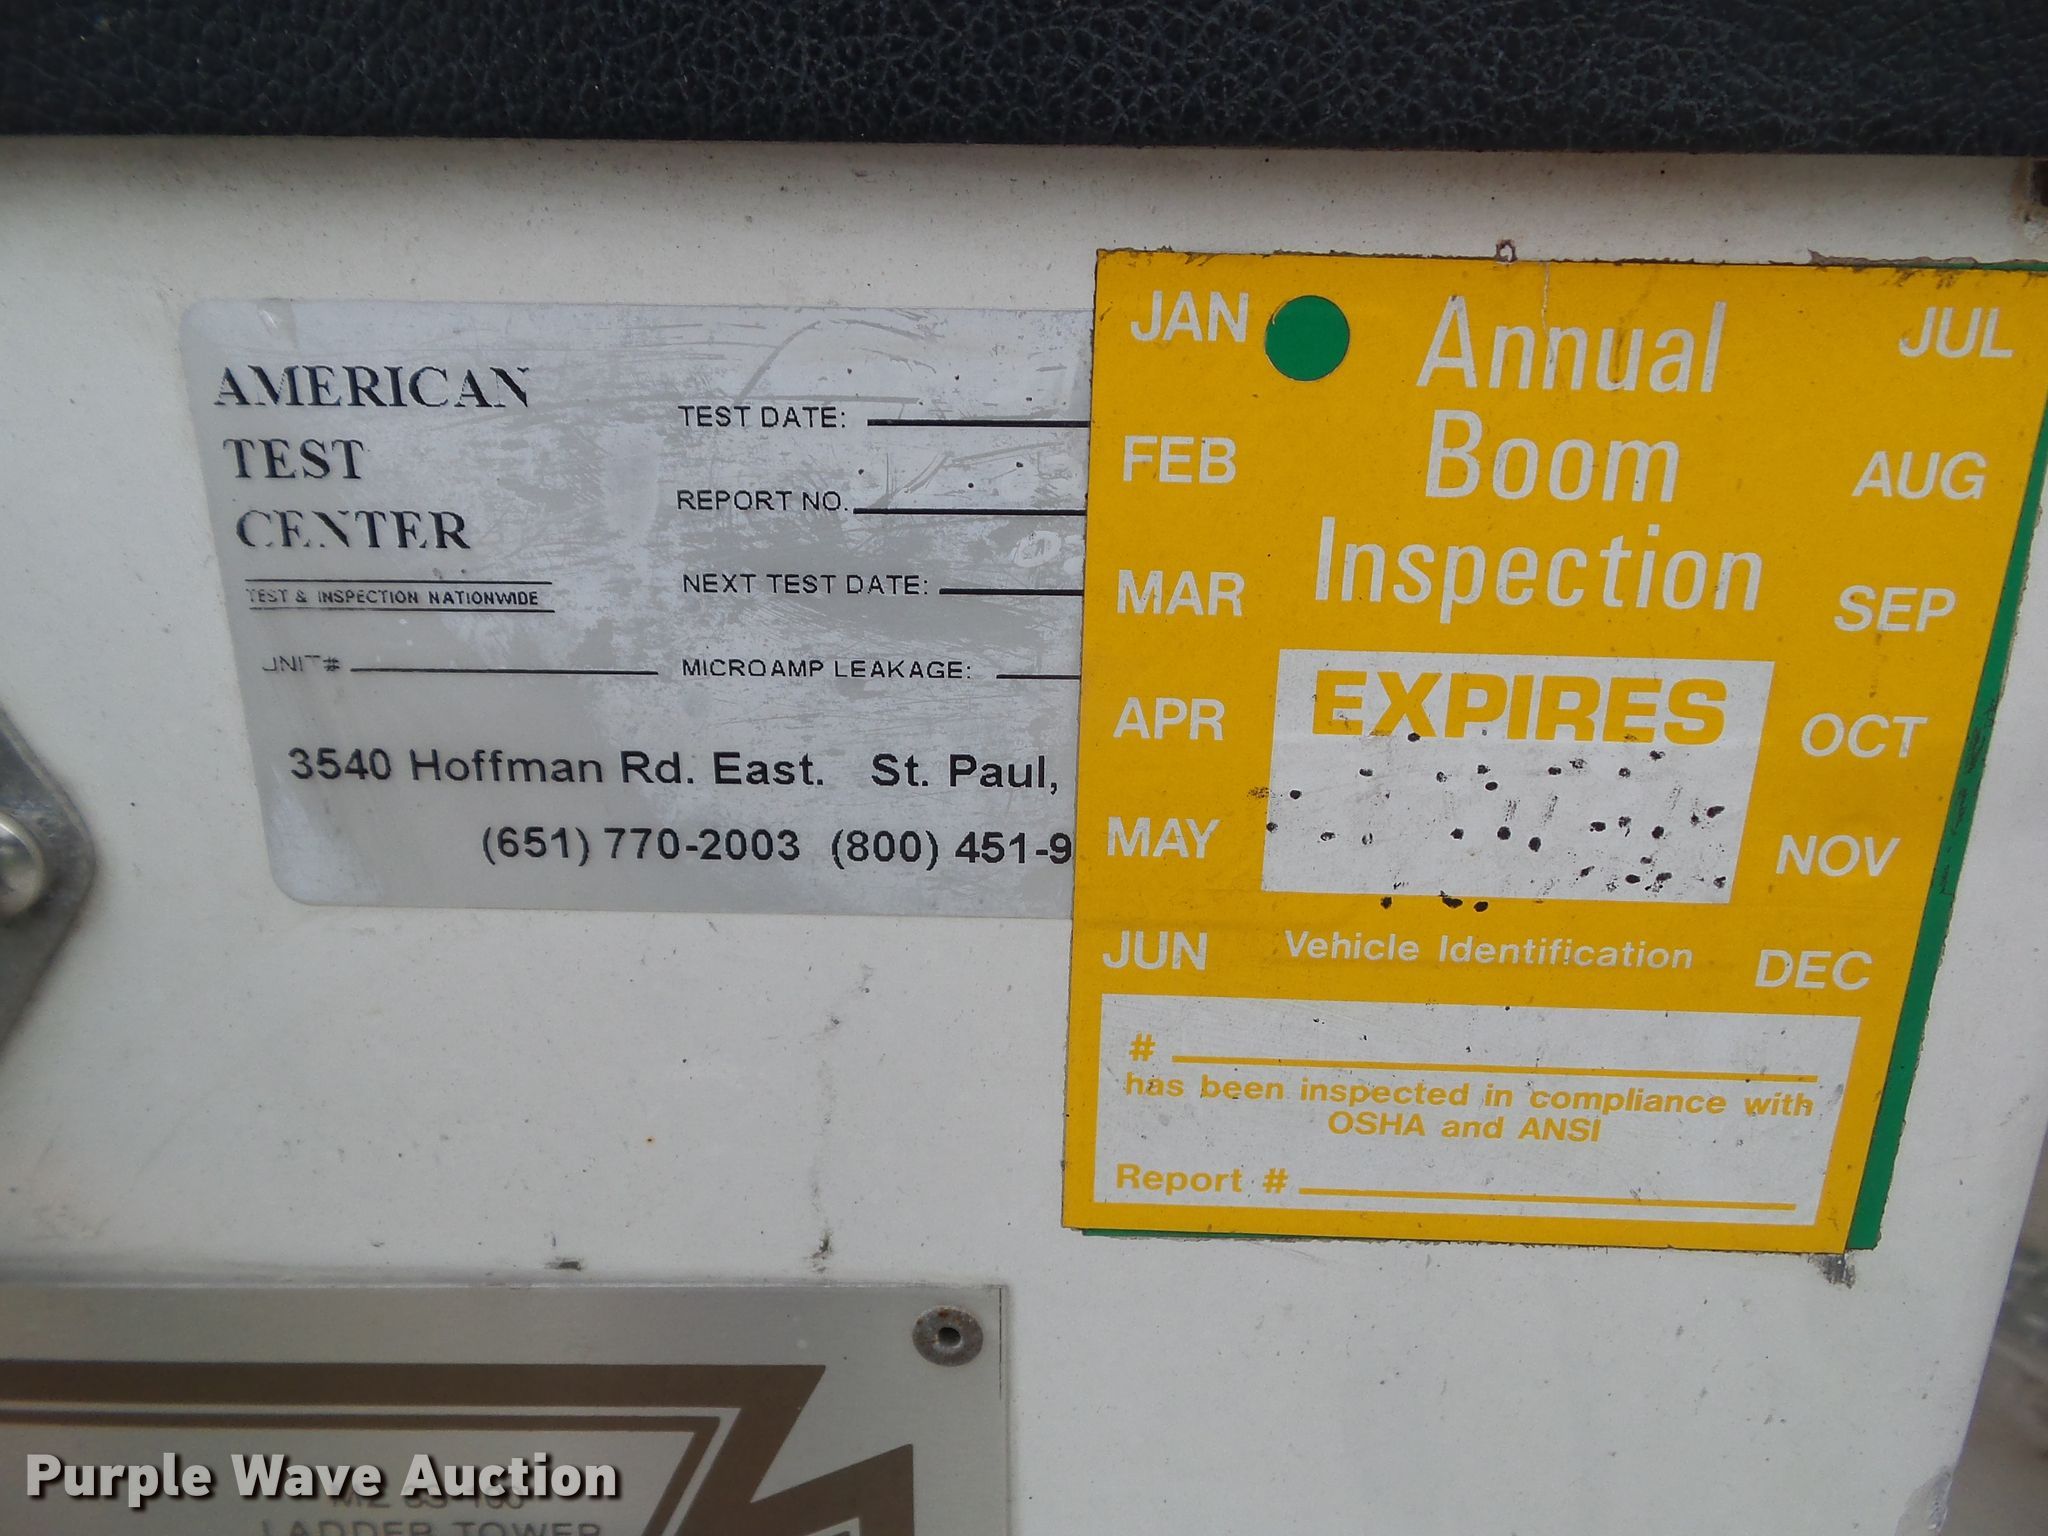 AMERICAN
TEST
CENTER
TEST & INSPECTION NATIONWIDE
UNIT#
TEST DATE:
REPORT NO.
NEXT TEST DATE:
MICROAMP LEAKAGE:
3540 Hoffman Rd. East. St. Paul,
(651) 770-2003 (800) 451-9
JAN
FEB
MAR
APR
MAY
JUN
Annual
Boom
Inspection
EXPIRES
JUL
AUG
SEP
OCT
NOV
DEC
Vehicle Identification
#
has been inspected in compliance with
OSHA and ANSI
Report #
LADDER TOWER
Purple Wave Auction